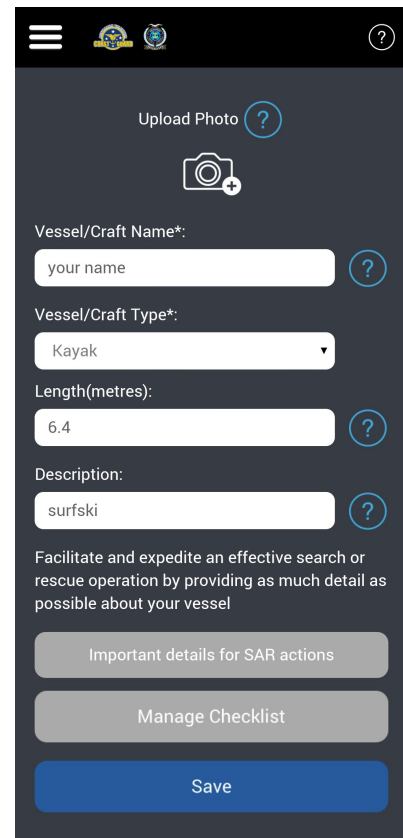 ?
Upload Photo ?
Vessel/Craft Name*:
your name ?
Vessel/Craft Type*:
Kayak
Length(metres):
6.4 ?
Description:
surfski ?
Facilitate and expedite an effective search or
rescue operation by providing as much detail as
possible about your vessel
Important details for SAR actions
Manage Checklist
Save